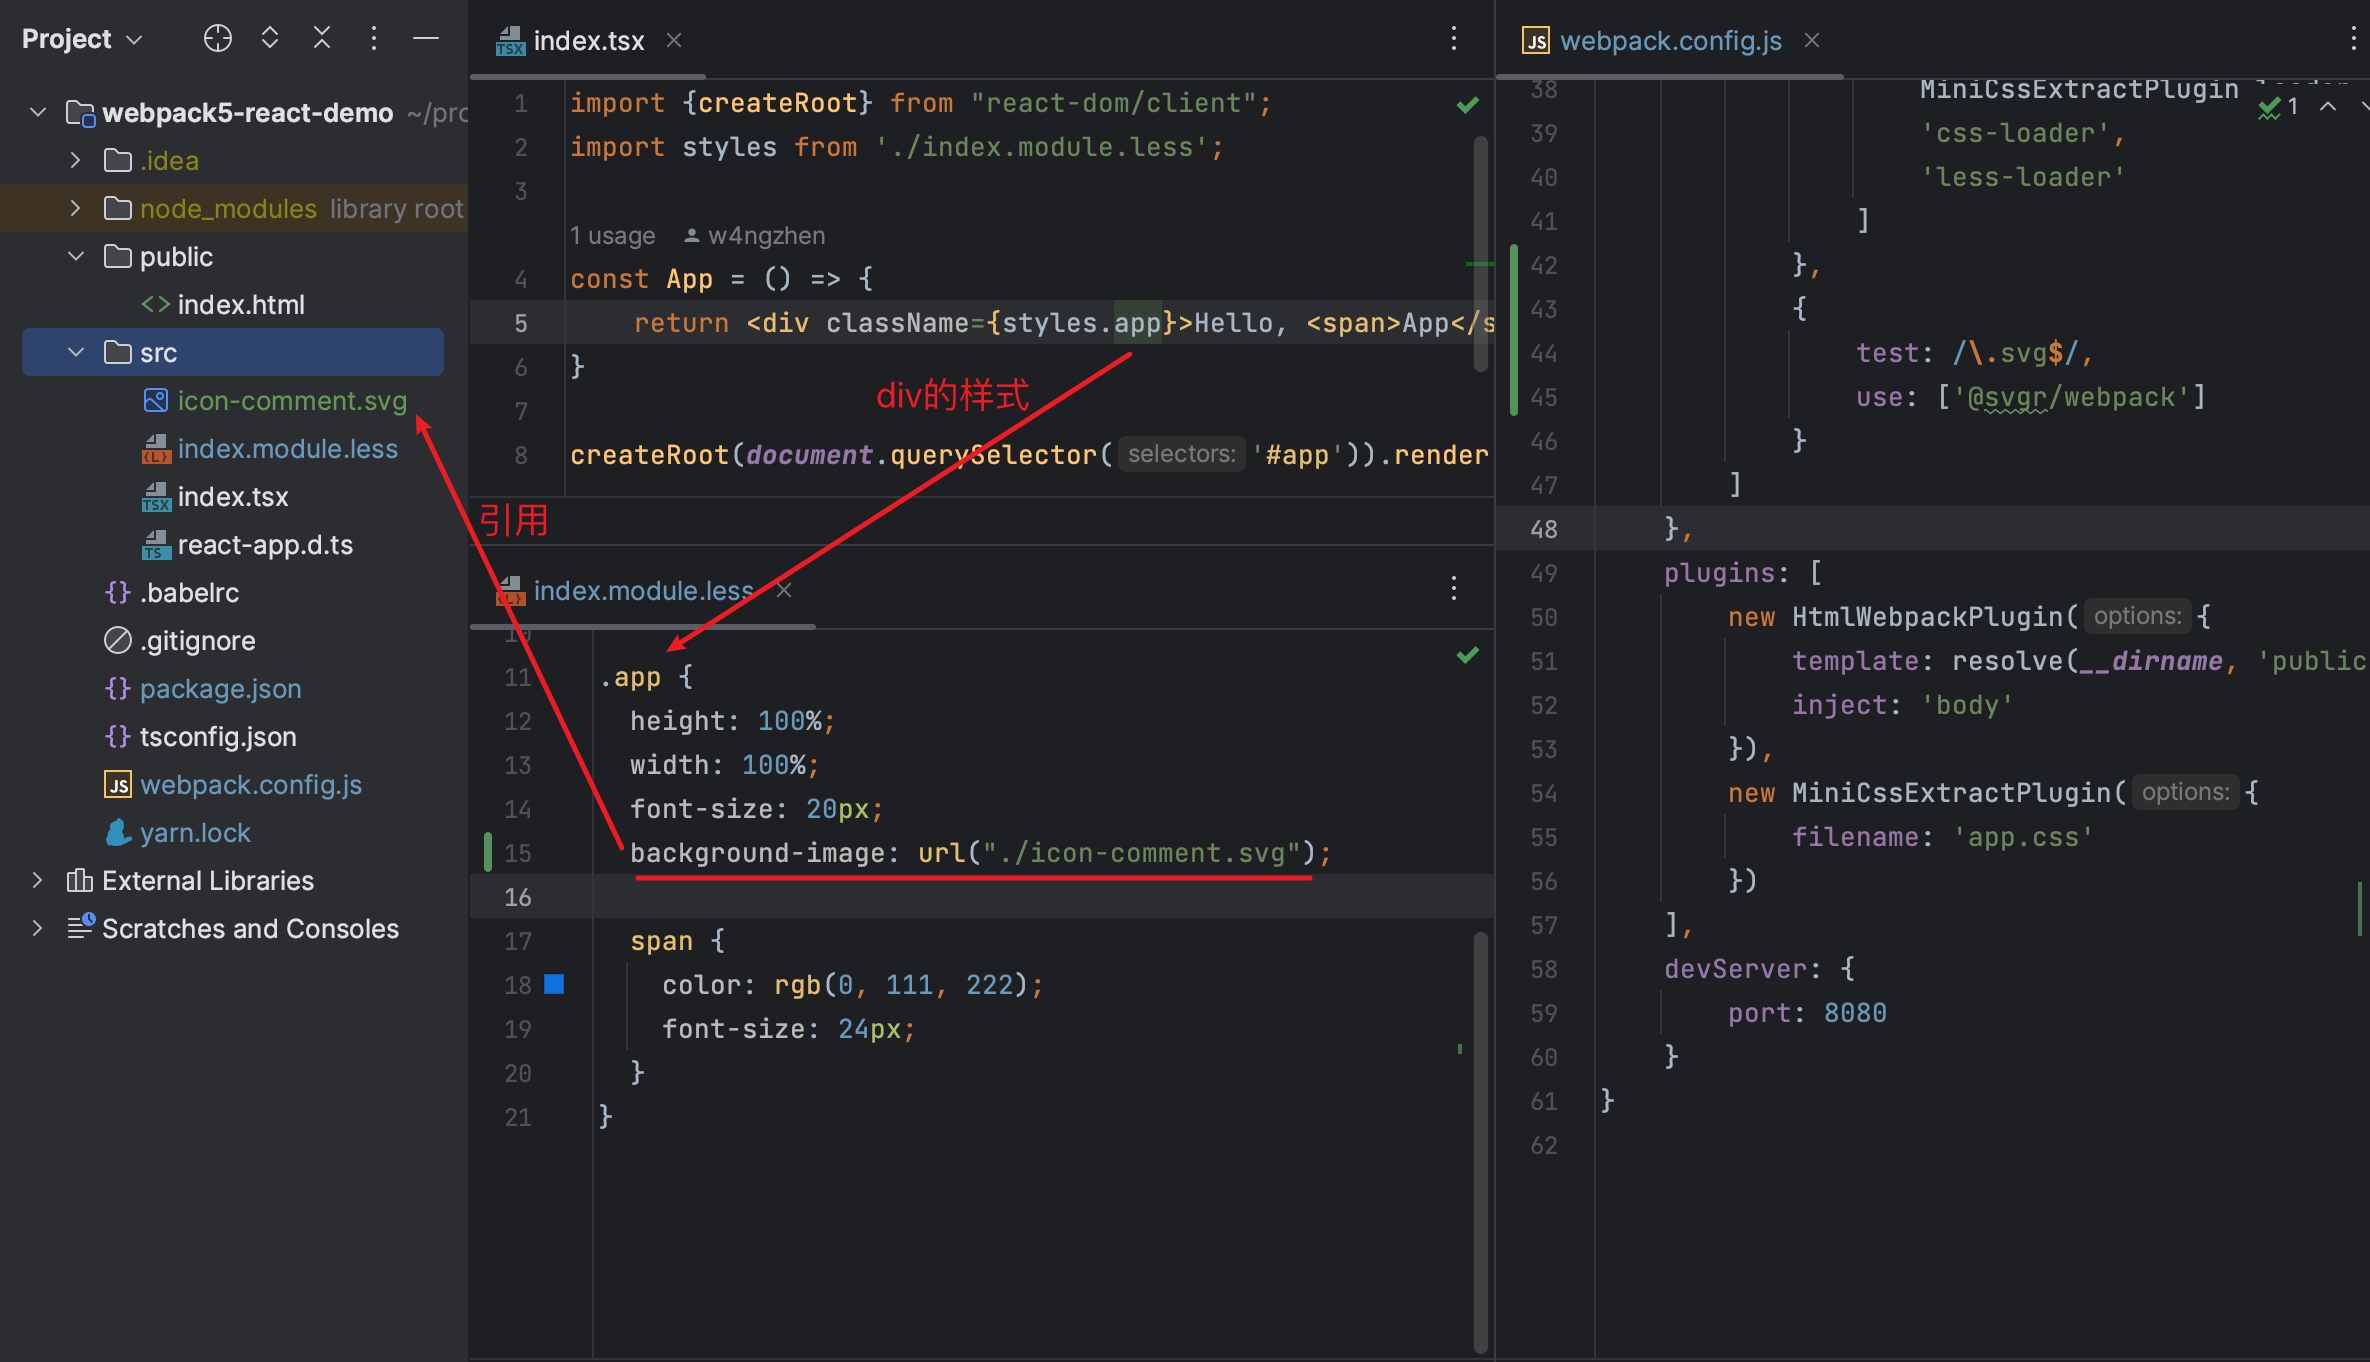 Project
webpack5-react-demo ~/prc
.idea
node_modules library root
public
index.html
src
icon-comment.svg
index.module.less
index.tsx
react-app.d.ts
.babelrc
.gitignore
package.json
tsconfig.json
webpack.config.js
yarn.lock
External Libraries
Scratches and Consoles
index.tsx
1 import {createRoot} from "react-dom/client";
2 import styles from './index.module.less';
3
1 usage w4ngzhen
4 const App = () => {
5 return <div className={styles.app}>Hello, <span>App</s
6 }
div的样式
7
8 createRoot(document.querySelector( selectors: '#app')).render
引用
index.module.less
10
11 .app {
12 height: 100%;
13 width: 100%;
14 font-size: 20px;
15 background-image: url("./icon-comment.svg");
16
17 span {
18 color: rgb(0, 111, 222);
19 font-size: 24px;
20 }
21 }
webpack.config.js
1
38 MiniCssExtractPlugin
39 'css-loader',
40 'less-loader'
41 ]
42 },
43 {
44 test: /\.svg$/,
45 use: ['@svgr/webpack']
46 }
47 ]
48 },
49 plugins: [
50 new HtmlWebpackPlugin( options: {
51 template: resolve(__dirname, 'public
52 inject: 'body'
53 }),
54 new MiniCssExtractPlugin( options: {
55 filename: 'app.css'
56 })
57 ],
58 devServer: {
59 port: 8080
60 }
61 }
62